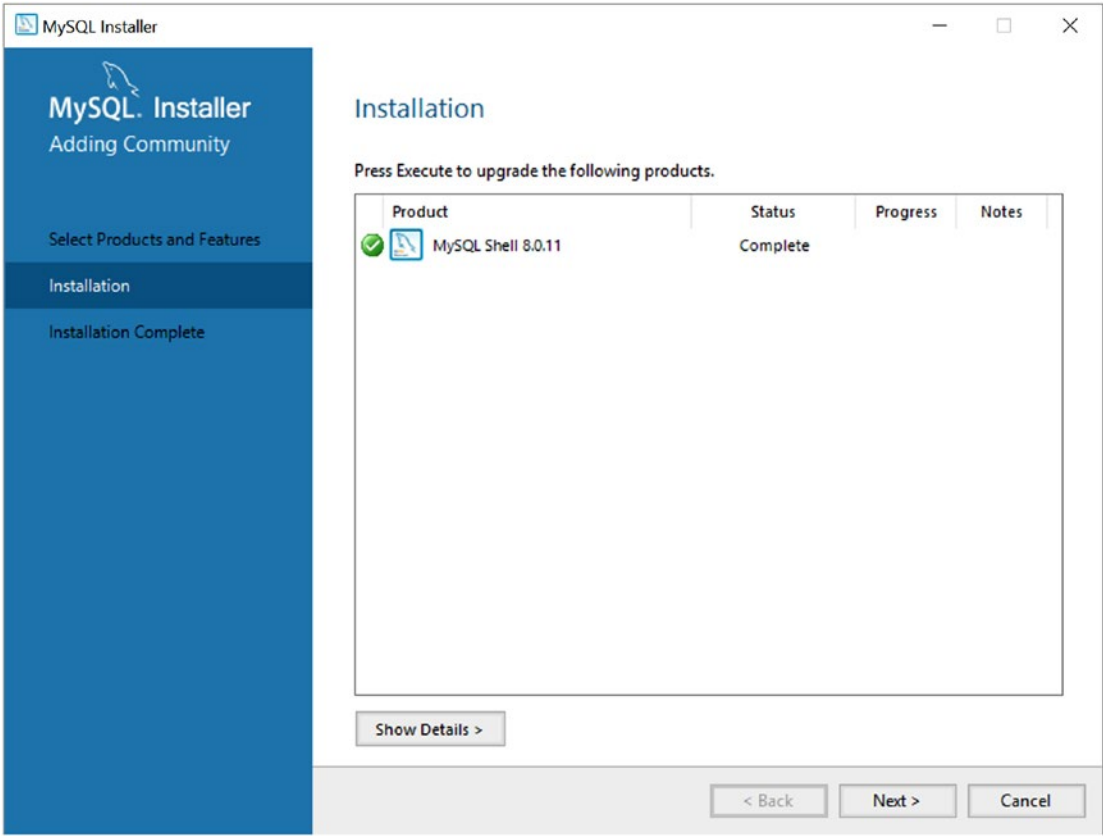 MySQL Installer
MySQL. Installer
Adding Community
Select Products and Features
Installation
Installation Complete
Installation
Press Execute to upgrade the following products.
Product Status Progress Notes
MySQL Shell 8.0.11 Complete
Show Details >
< Back Next > Cancel